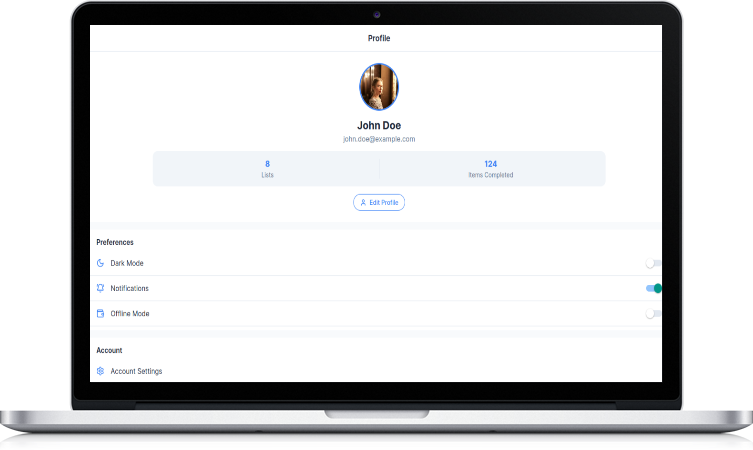 Profile
John Doe
john.doe@example.com
8
Lists
124
Items Completed
Edit Profile
Preferences
Dark Mode
Notifications
Offline Mode
Account
Account Settings